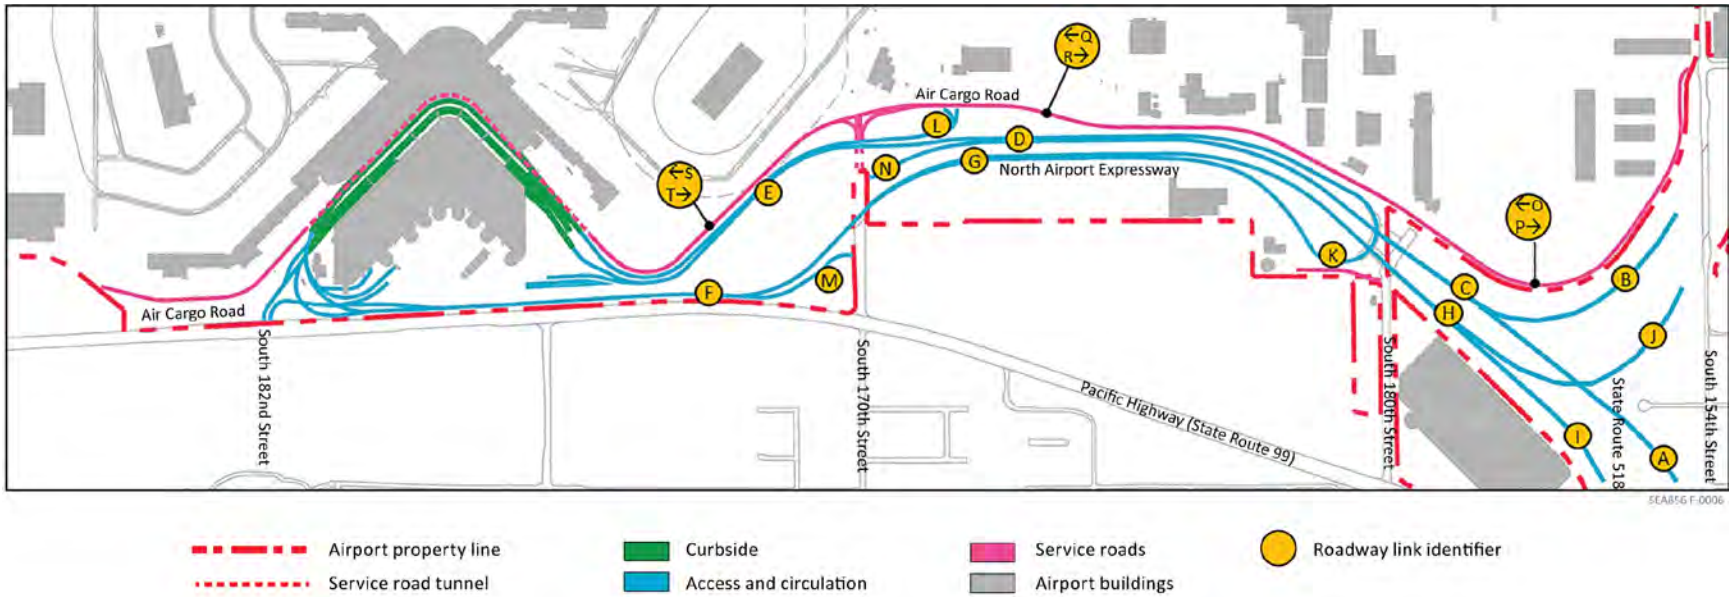 ←Q
R→
Air Cargo Road
L
D
N
G
North Airport Expressway
←S
T→
E
←O
P→
K
B
C
M
F
H
J
Air Cargo Road
I
A
South 182nd Street
South 170th Street
Pacific Highway (State Route 99)
South 180th Street
State Route 518
South 154th Street
SEA856 F-0006
Airport property line
Curbside
Service roads
Roadway link identifier
Service road tunnel
Access and circulation
Airport buildings